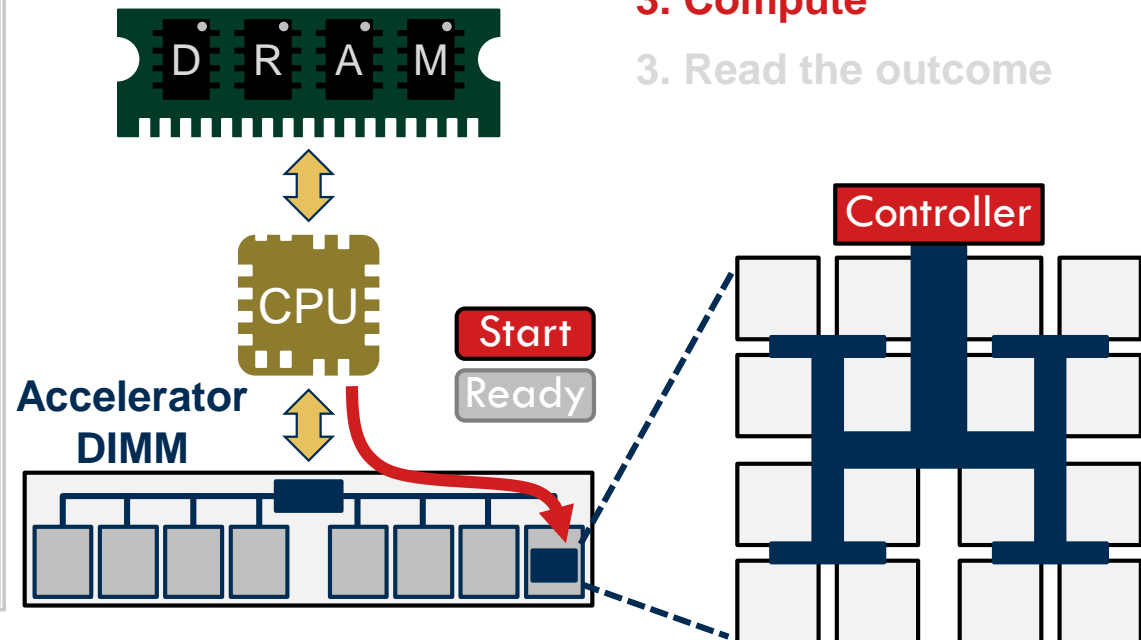 3. Compute
3. Read the outcome
D R A M
Controller
CPU
Start
Ready
Accelerator
DIMM